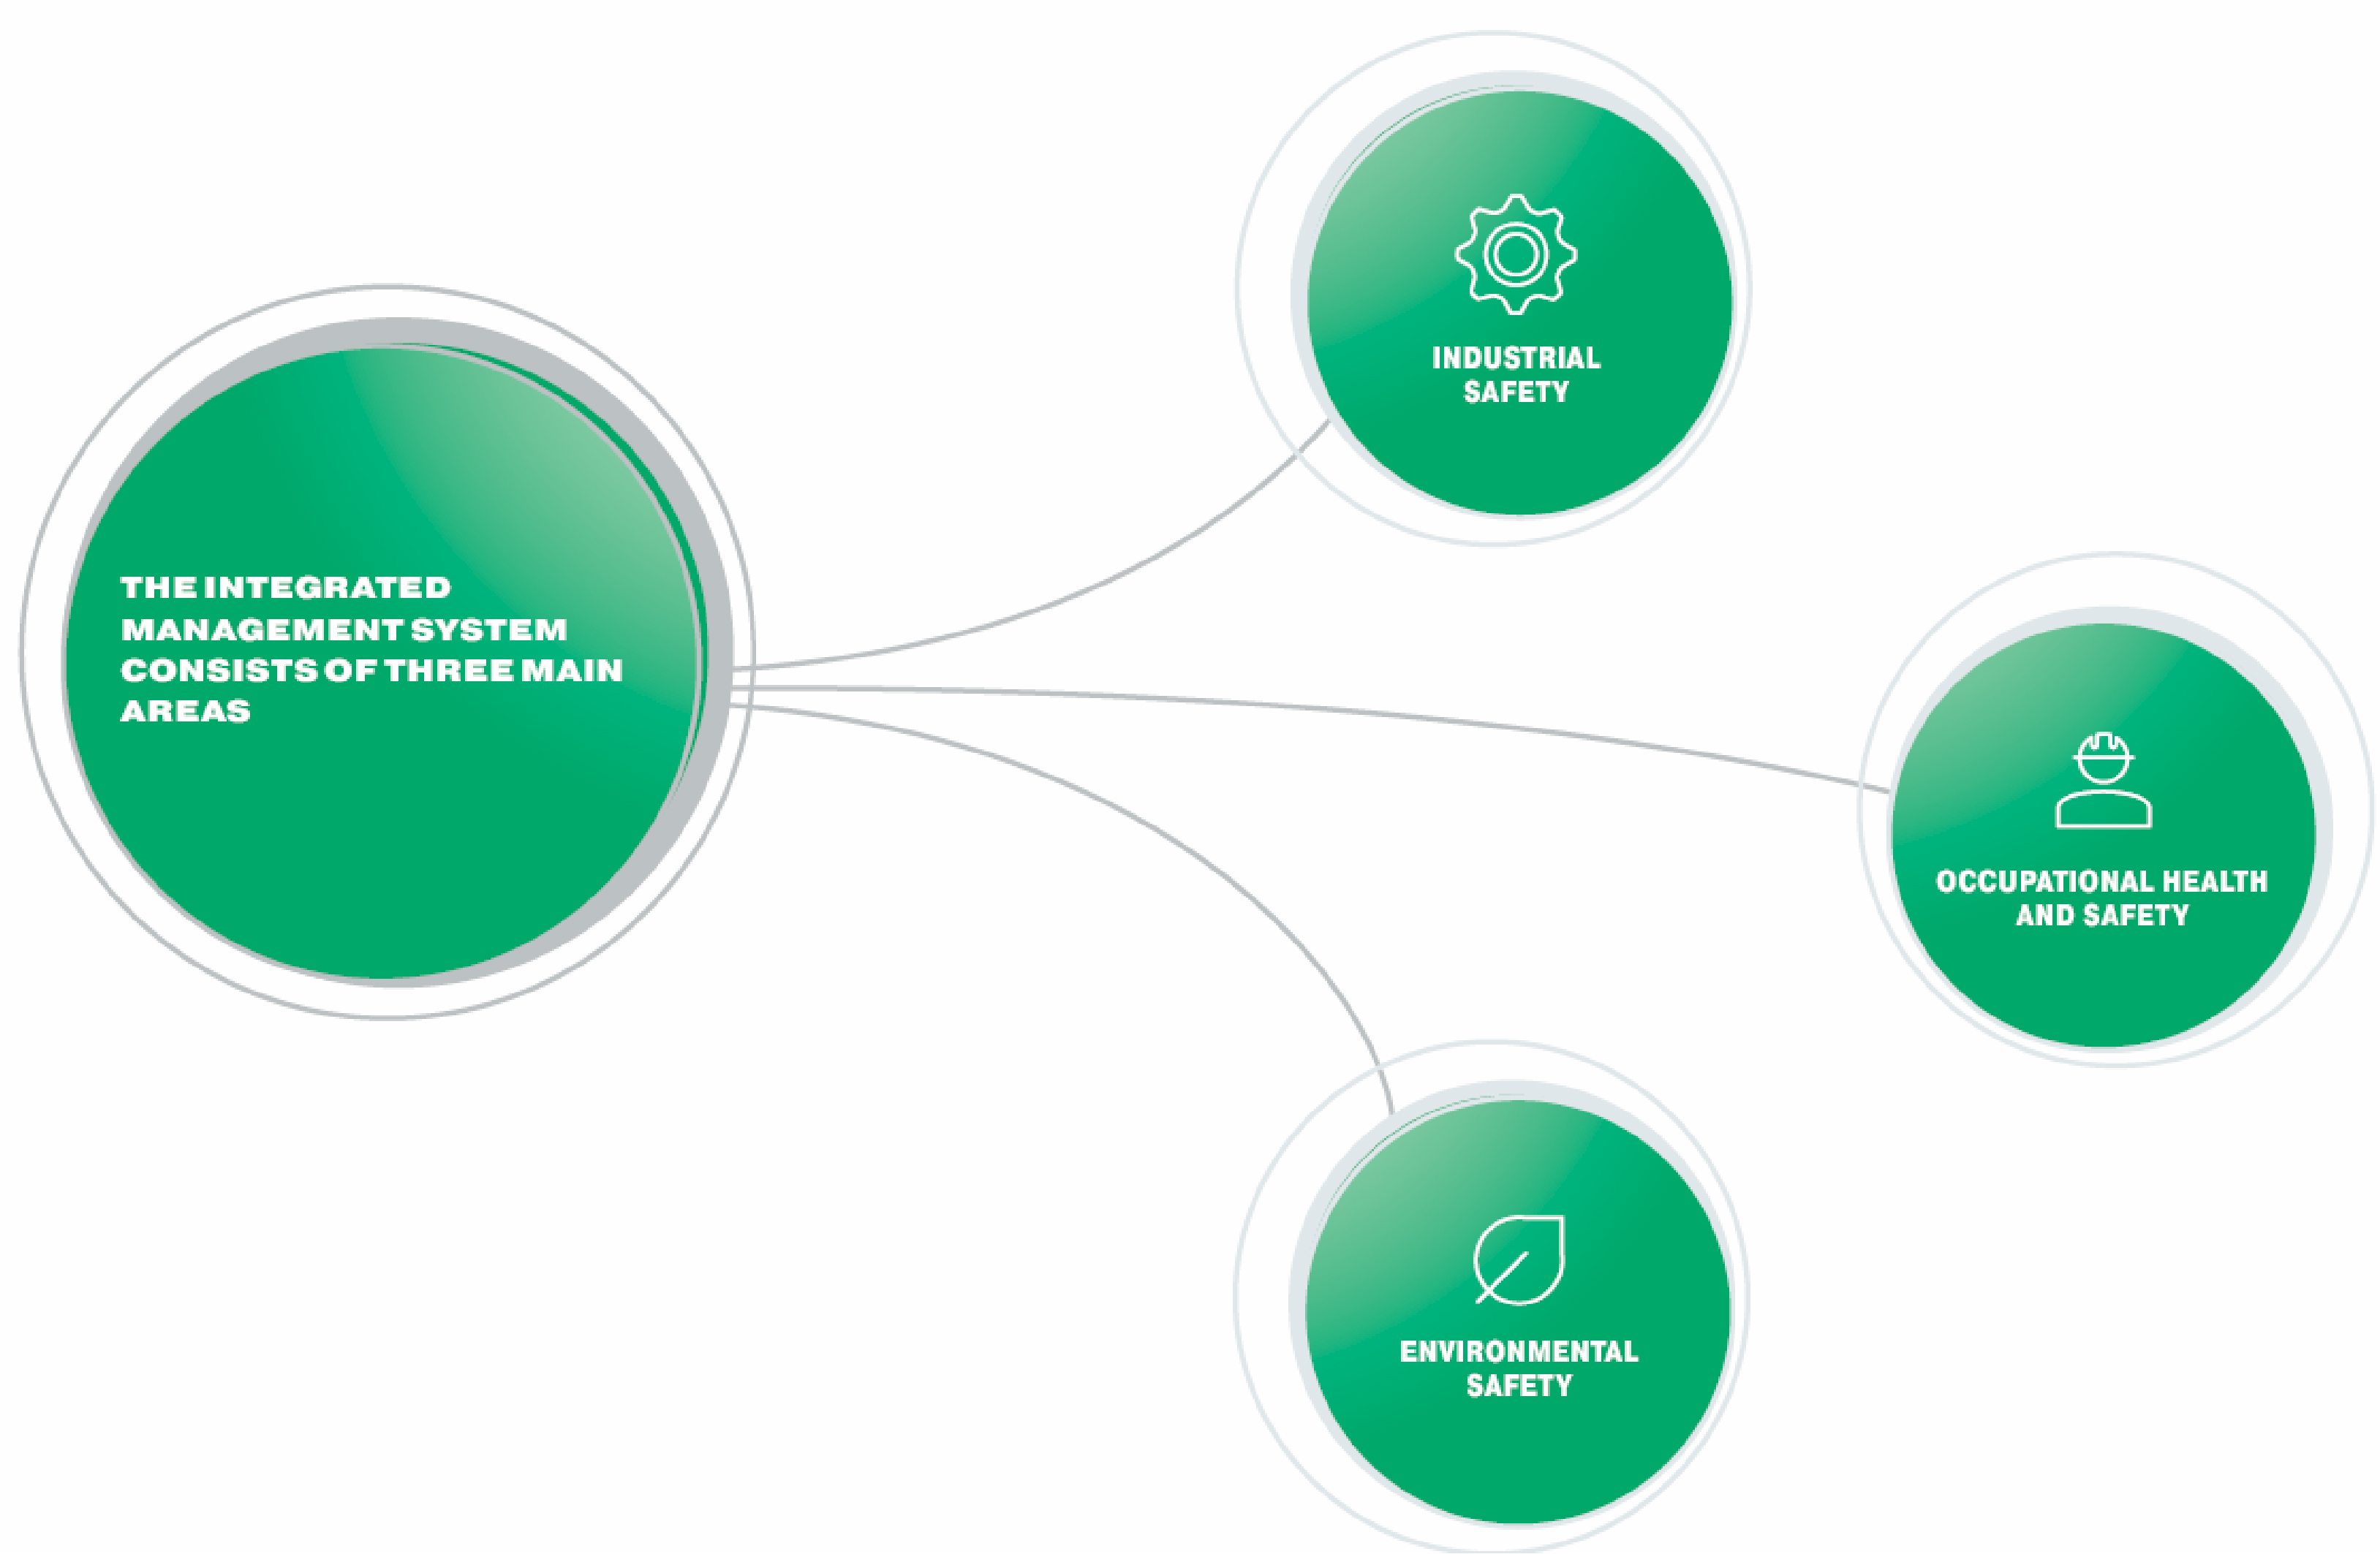 THE INTEGRATED
MANAGEMENT SYSTEM
CONSISTS OF THREE MAIN
AREAS
INDUSTRIAL
SAFETY
OCCUPATIONAL HEALTH
AND SAFETY
ENVIRONMENTAL
SAFETY